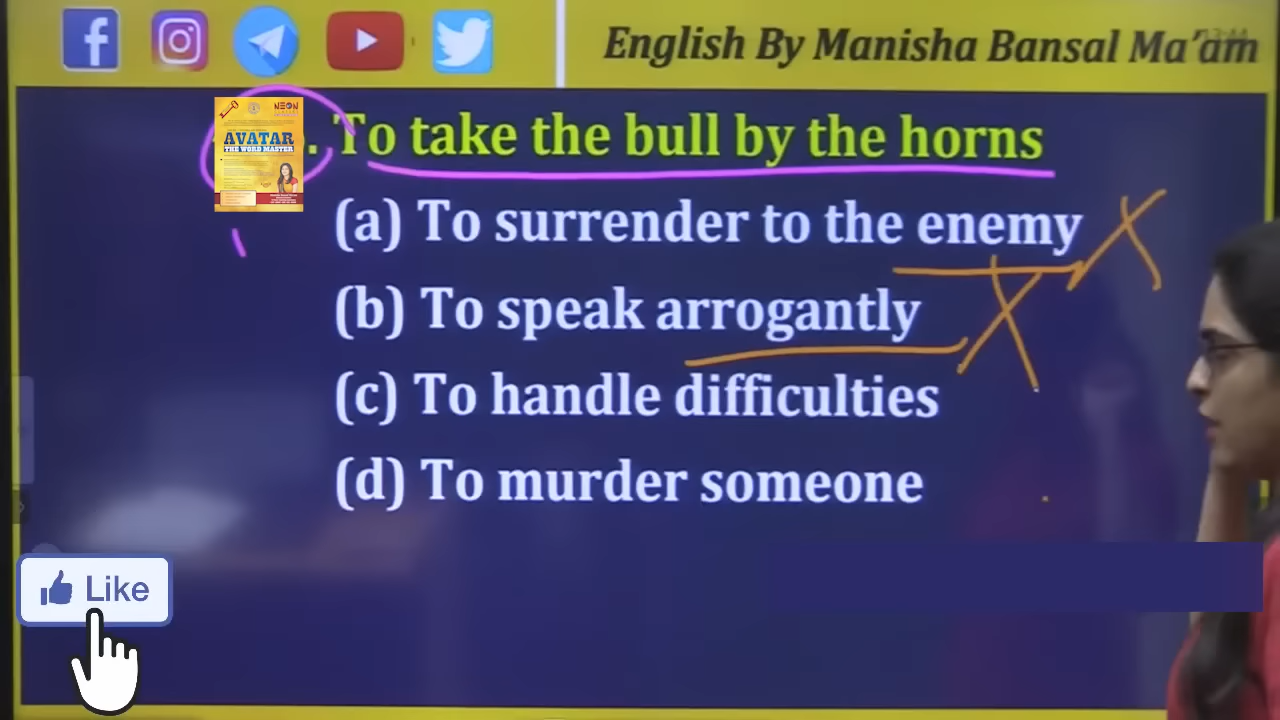 English By Manisha Bansal Ma'am
NEON
AVATAR
THE WORD MASTER
. To take the bull by the horns
(a) To surrender to the enemy
(b) To speak arrogantly
(c) To handle difficulties
(d) To murder someone
Like